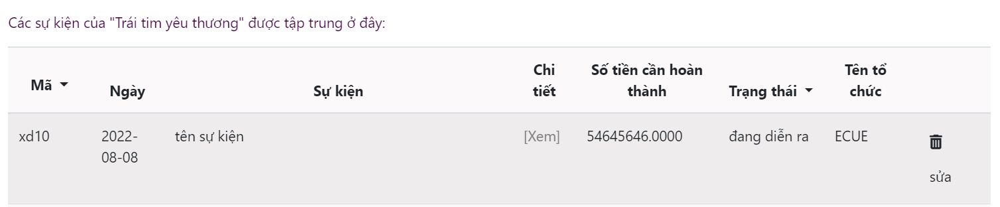 Các sự kiện của "Trái tim yêu thương" được tập trung ở đây:
Mã Ngày Sự kiện Chi tiết Số tiền cần hoàn thành Trạng thái Tên tổ chức
xd10 2022-08-08 tên sự kiện [Xem] 54645646.0000 đang diễn ra ECUE
sửa